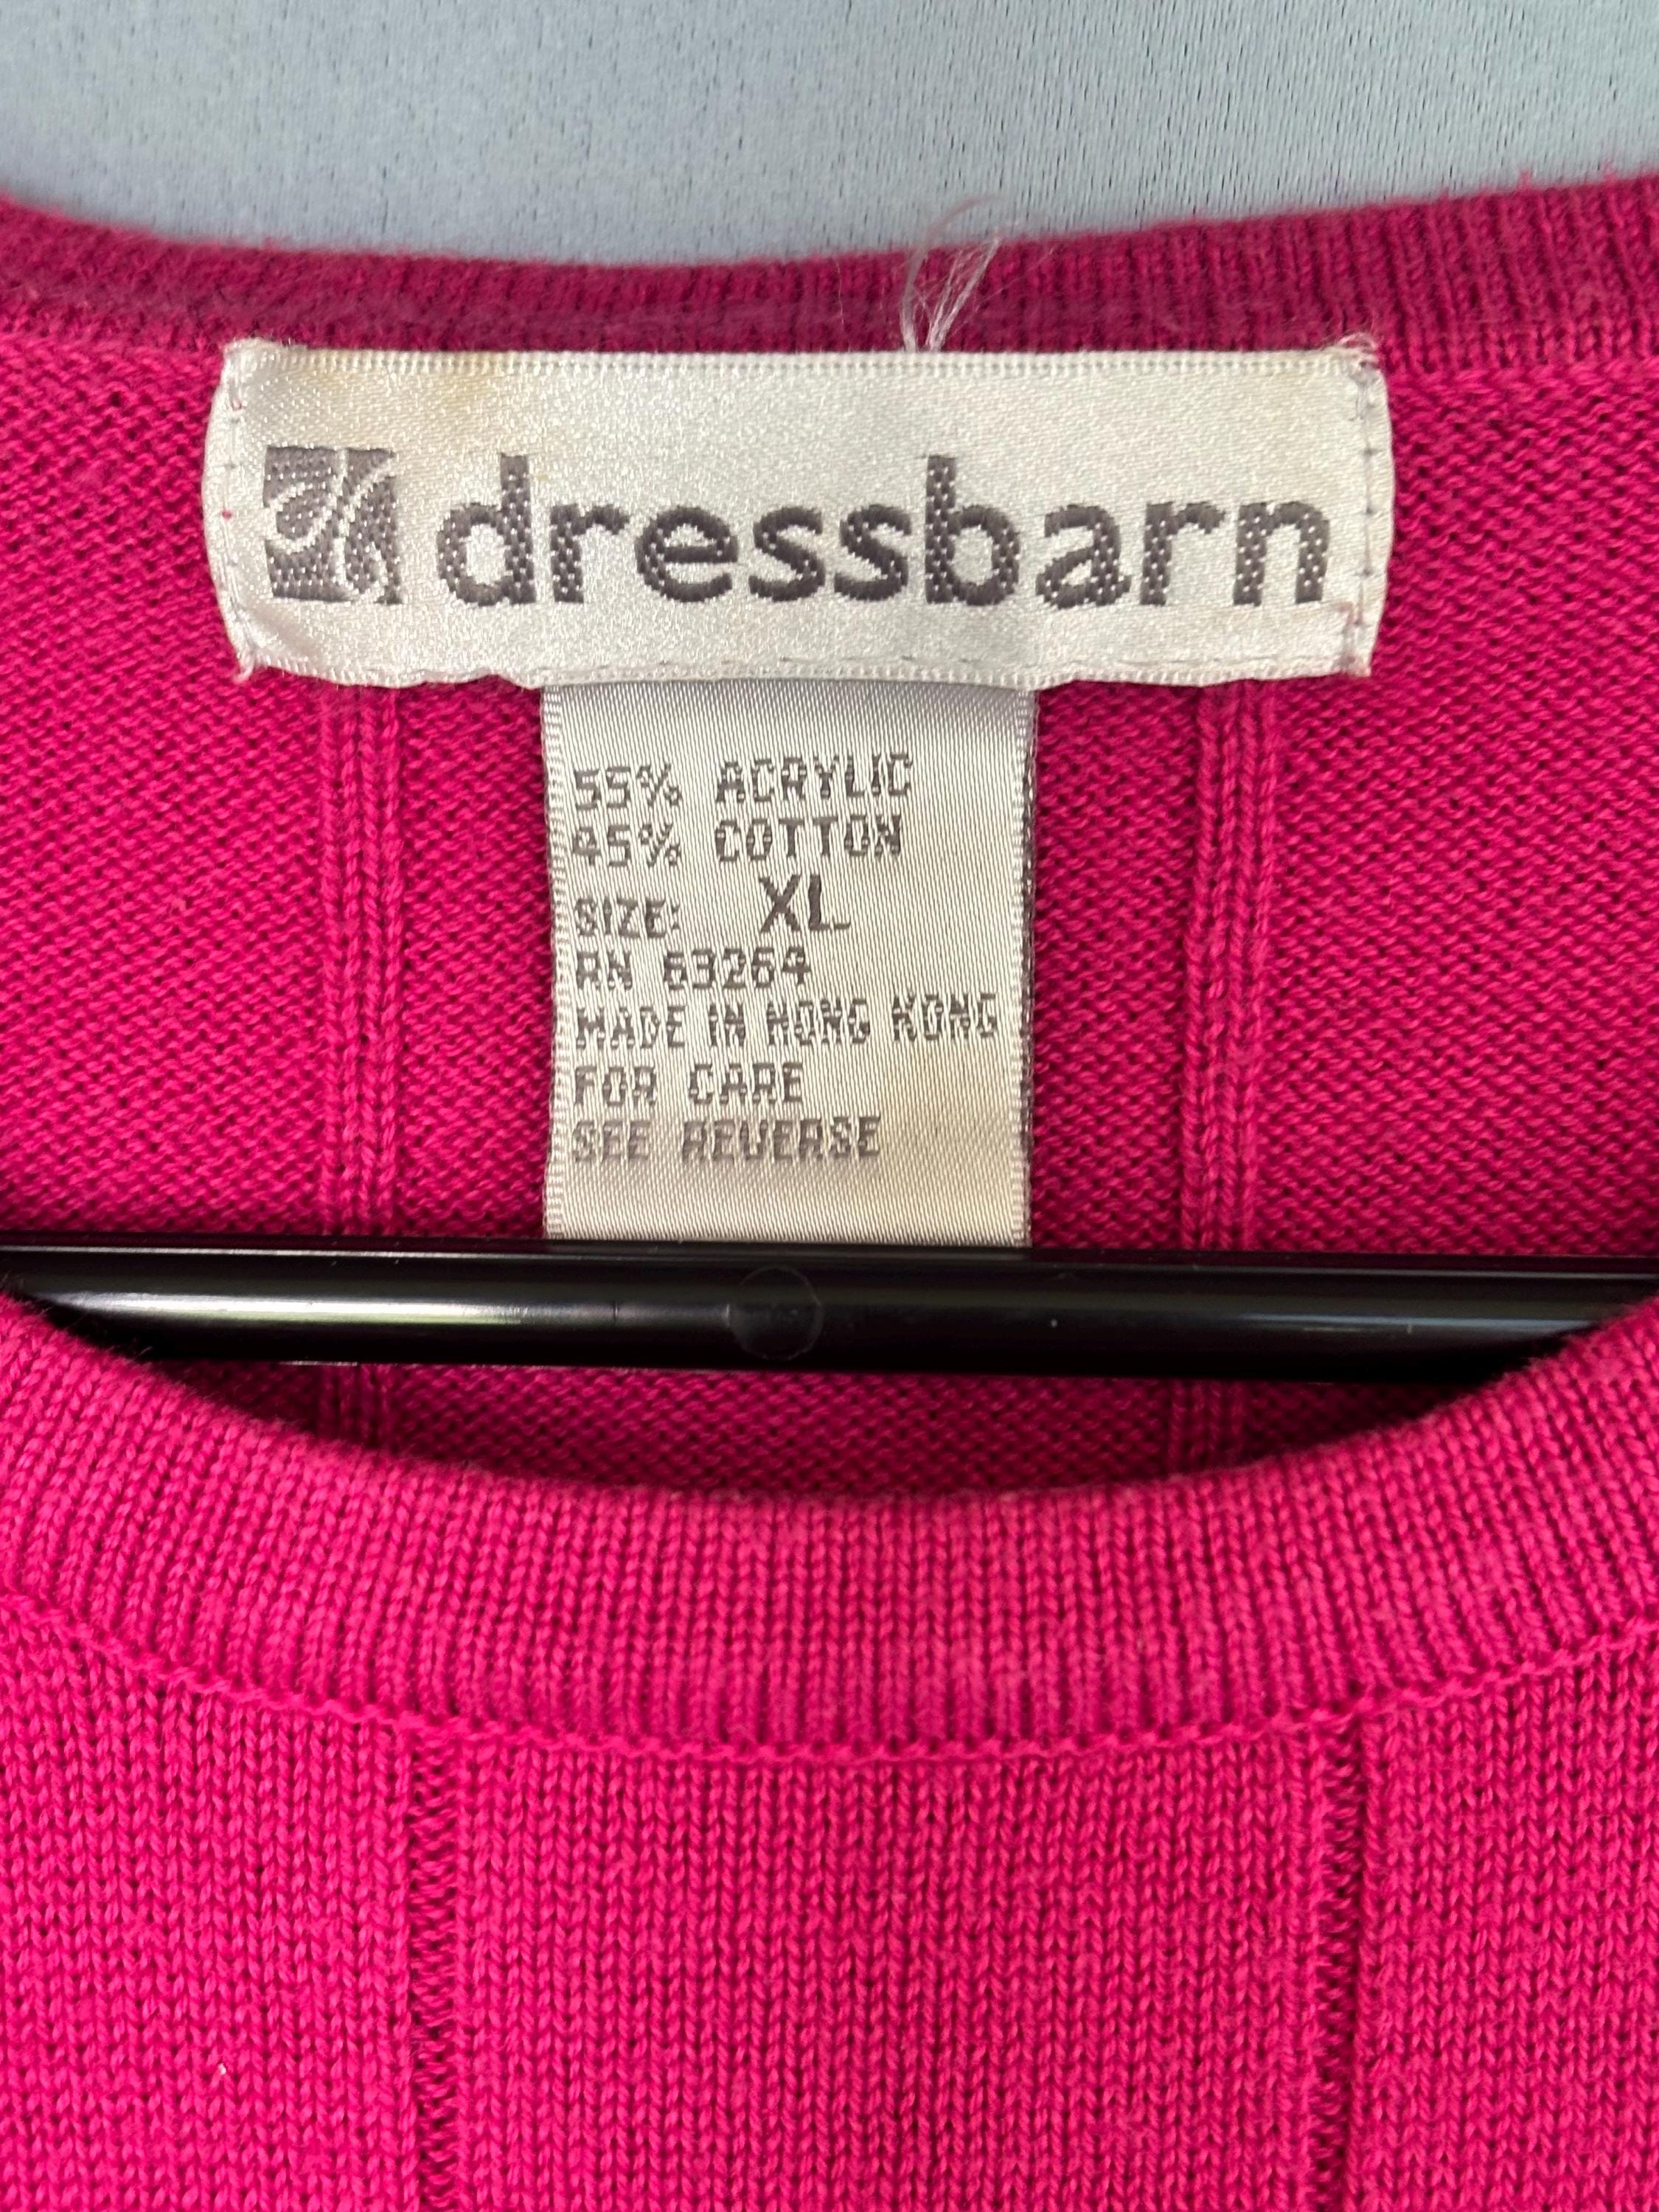 dressbarn
55% ACRYLIC
45% COTTON
SIZE: XL
RN 63264
MADE IN HONG KONG
FOR CARE
SEE REVERSE